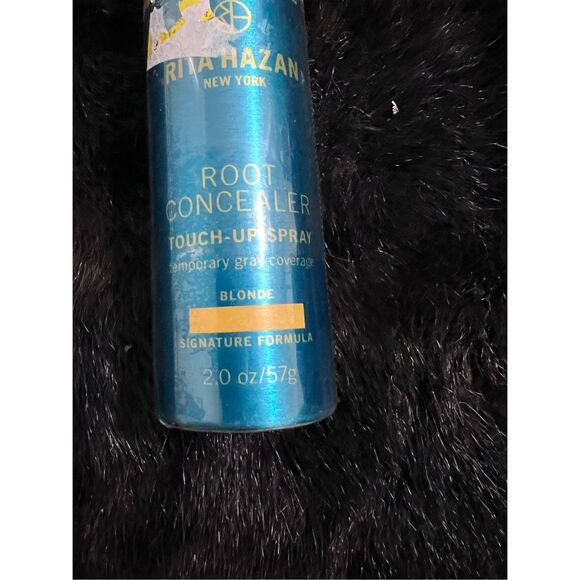 RITA HAZAN
NEW YORK
ROOT
CONCEALER
TOUCH-UP SPRAY
temporary gray coverage
BLONDE
SIGNATURE FORMULA
2.0 oz/57g